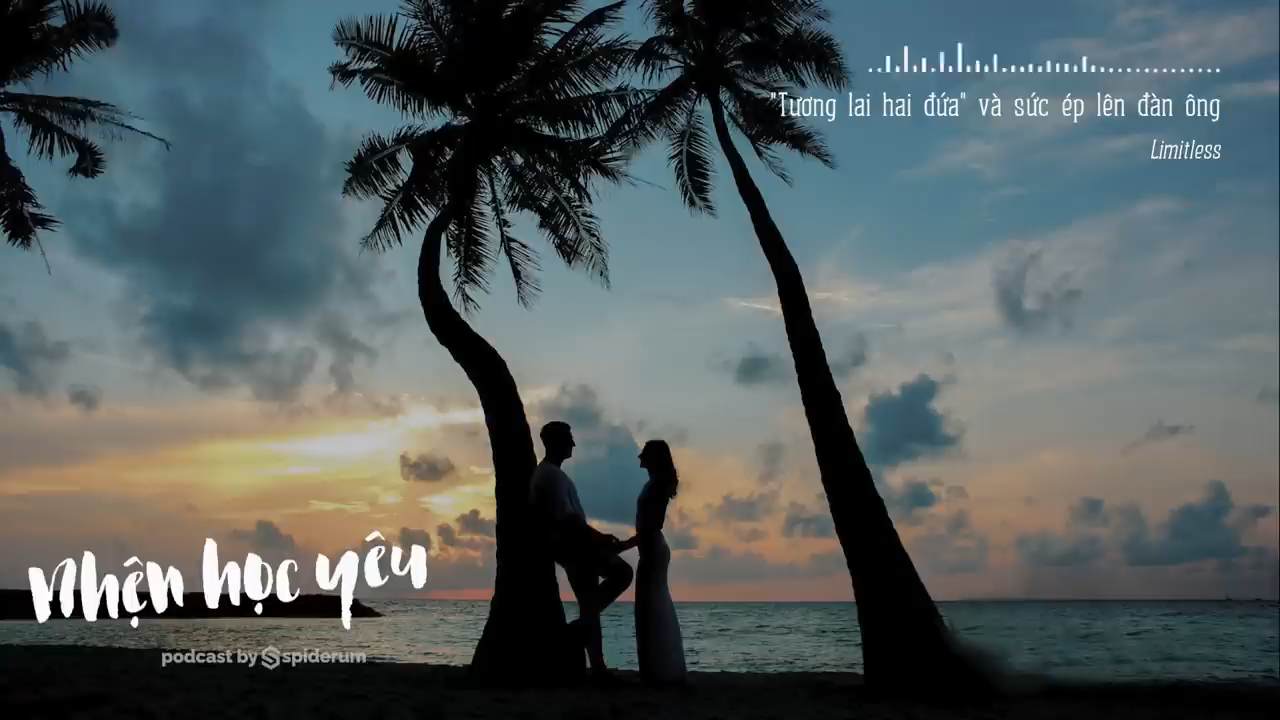 "Tương lai hai đứa" và sức ép lên đàn ông
Limitless
Nhện học yêu
podcast by spiderum